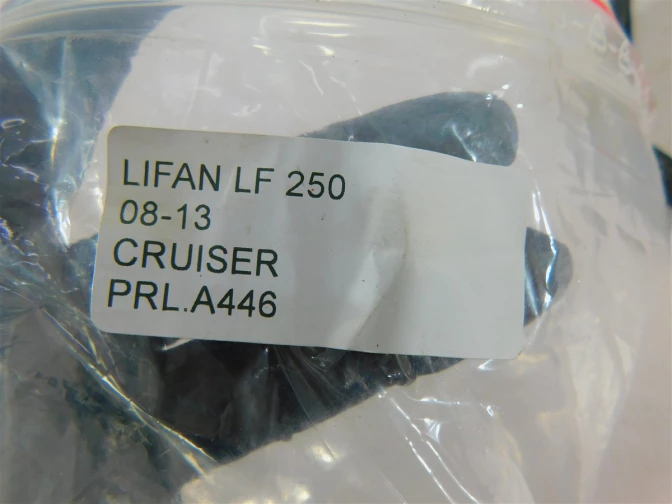 LIFAN LF 250
08-13
CRUISER
PRL.A446